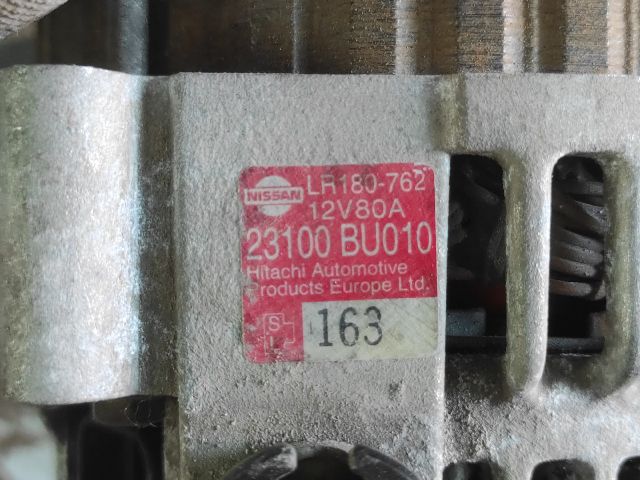 NISSAN
LR180-762
12V80A
23100 BU010
Hitachi Automotive
Products Europe Ltd.
S
163